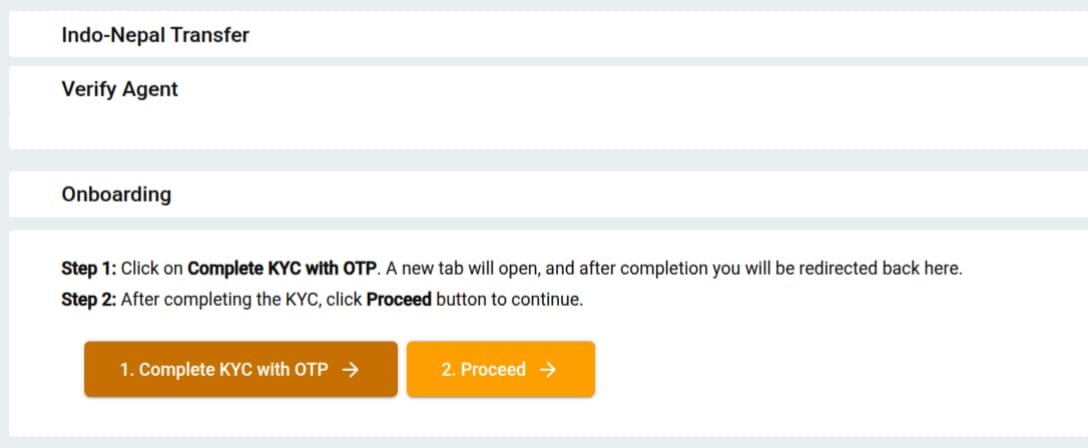 Indo-Nepal Transfer
Verify Agent
Onboarding
Step 1: Click on Complete KYC with OTP. A new tab will open, and after completion you will be redirected back here.
Step 2: After completing the KYC, click Proceed button to continue.
1. Complete KYC with OTP →
2. Proceed →